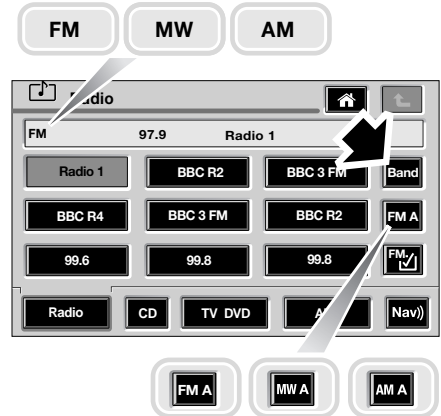 FM MW AM
Radio
FM 97.9 Radio 1
Radio 1 BBC R2 BBC 3 FM Band
BBC R4 BBC 3 FM BBC R2 FM A
99.6 99.8 99.8 FM
Radio CD TV DVD Nav))
FM A MW A AM A